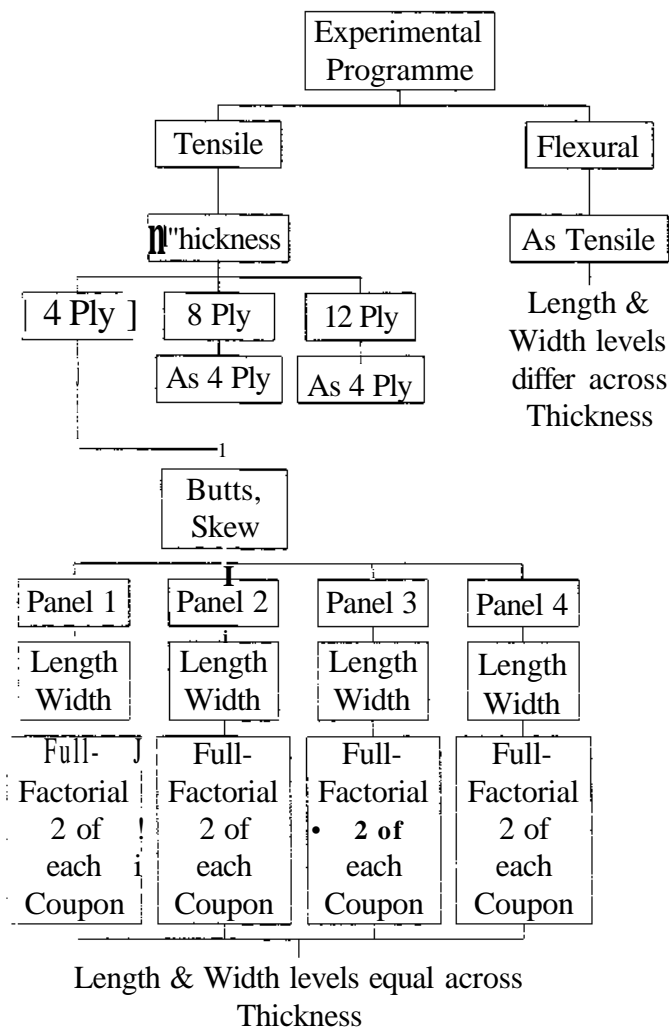 Experimental
Programme
Tensile
Flexural
"hickness
As Tensile
[ 4 Ply ]
8 Ply
12 Ply
Length &
Width levels
differ across
Thickness
As 4 Ply
As 4 Ply
1
Butts,
Skew
I
Panel 1
Panel 2
Panel 3
Panel 4
i
Length
Width
Length
Width
Length
Width
Length
Width
Full-
Factorial
2 of
each
Coupon
Full-
Factorial
2 of
each
Coupon
Full-
Factorial
• 2 of
each
Coupon
Full-
Factorial
2 of
each
Coupon
Length & Width levels equal across
Thickness